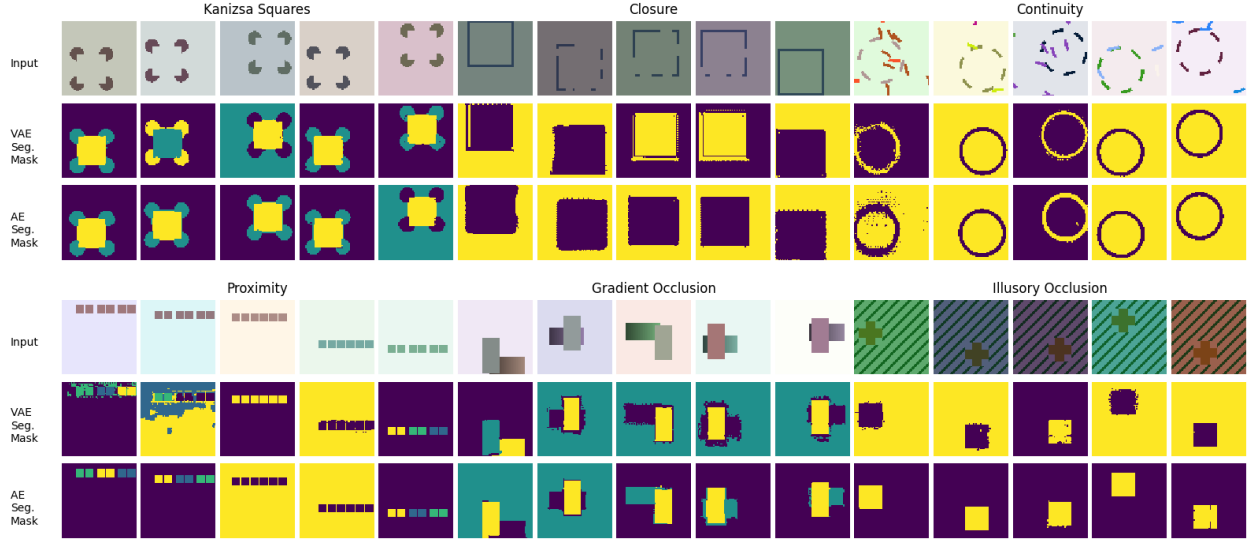 Kanizsa Squares
Closure
Continuity
Input
VAE
Seg.
Mask
AE
Seg.
Mask
Proximity
Gradient Occlusion
Illusory Occlusion
Input
VAE
Seg.
Mask
AE
Seg.
Mask